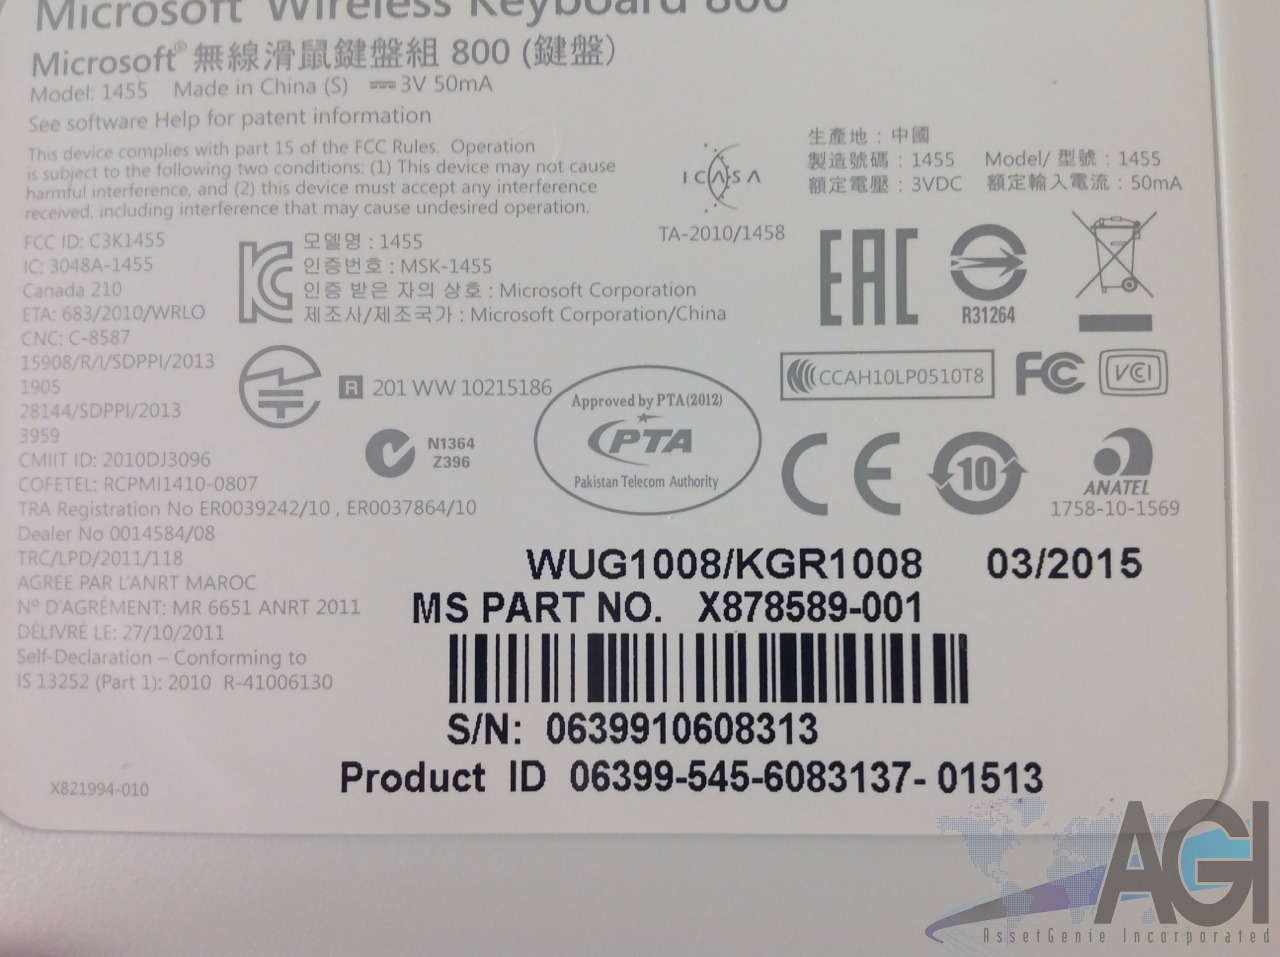 Microsoft Wireless Keyboard 800
Microsoft® 無線滑鼠鍵盤組 800 (鍵盤)
Model: 1455 Made in China (S) ⎓ 3V 50mA
See software Help for patent information
This device complies with part 15 of the FCC Rules. Operation
is subject to the following two conditions: (1) This device may not cause
harmful interference, and (2) this device must accept any interference
received, including interference that may cause undesired operation.
ICASA
TA-2010/1458
生產地 : 中國
製造號碼 : 1455 Model/ 型號 : 1455
額定電壓 : 3VDC 額定輸入電流 : 50mA
FCC ID: C3K1455
IC: 3048A-1455
Canada 210
ETA: 683/2010/WRLO
CNC: C-8587
15908/R/I/SDPPI/2013
1905
28144/SDPPI/2013
3959
CMIIT ID: 2010DJ3096
COFETEL: RCPMI1410-0807
TRA Registration No ER0039242/10 , ER0037864/10
Dealer No 0014584/08
TRC/LPD/2011/118
AGREE PAR L'ANRT MAROC
Nº D'AGRÉMENT: MR 6651 ANRT 2011
DÉLIVRÉ LE: 27/10/2011
Self-Declaration – Conforming to
IS 13252 (Part 1): 2010 R-41006130
X821994-010
모델명 : 1455
인증번호 : MSK-1455
인증 받은 자의 상호 : Microsoft Corporation
제조사/제조국가 : Microsoft Corporation/China
EAC
R31264
R 201 WW 10215186
N1364
Z396
Approved by PTA(2012)
PTA
Pakistan Telecom Authority
CCAH10LP0510T8
FC
VCI
CE
10
ANATEL
1758-10-1569
WUG1008/KGR1008 03/2015
MS PART NO. X878589-001
S/N: 0639910608313
Product ID 06399-545-6083137- 01513
AGI
AssetGenie Incorporated